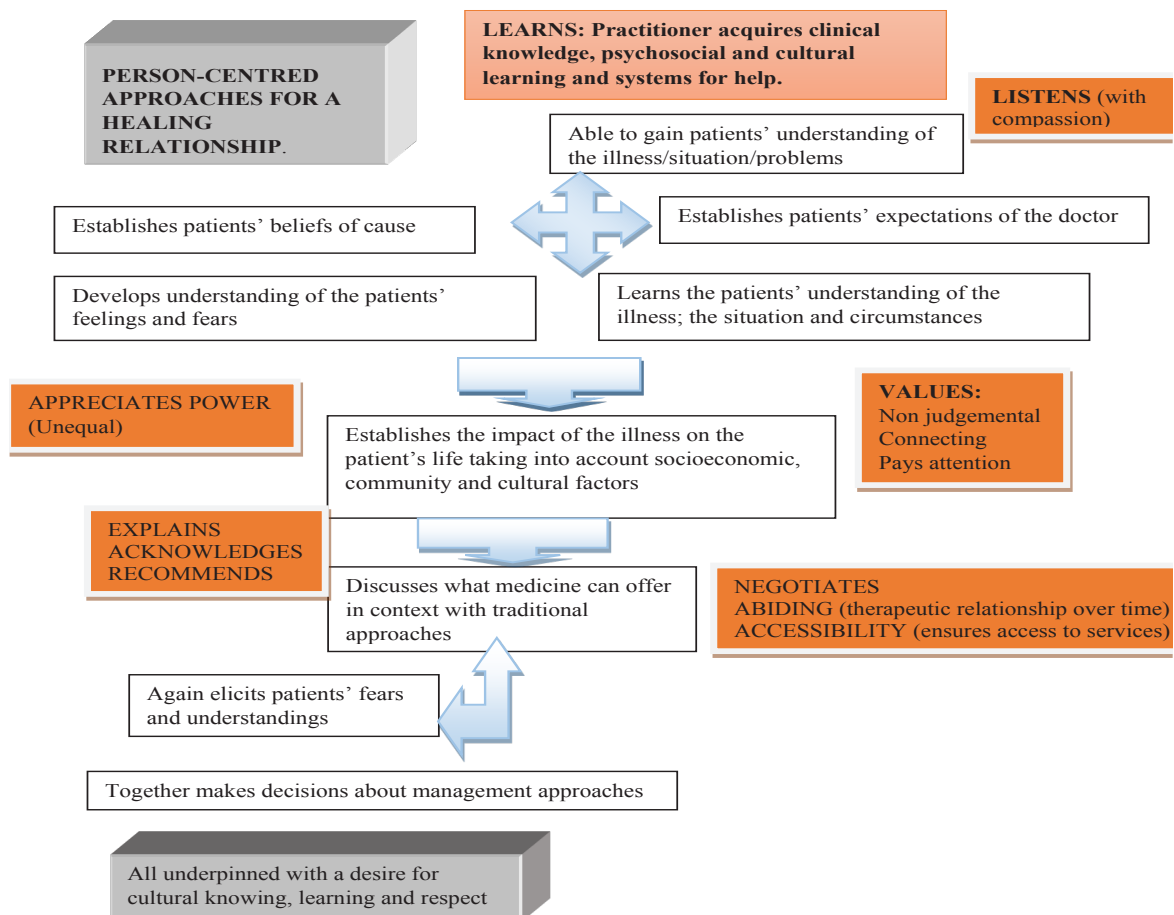 PERSON-CENTRED
APPROACHES FOR A
HEALING
RELATIONSHIP.
LEARNS: Practitioner acquires clinical
knowledge, psychosocial and cultural
learning and systems for help.
LISTENS (with
compassion)
Able to gain patients’ understanding of
the illness/situation/problems
Establishes patients’ beliefs of cause
Establishes patients’ expectations of the doctor
Develops understanding of the patients’
feelings and fears
Learns the patients’ understanding of the
illness; the situation and circumstances
APPRECIATES POWER
(Unequal)
VALUES:
Non judgemental
Connecting
Pays attention
Establishes the impact of the illness on the
patient’s life taking into account socioeconomic,
community and cultural factors
EXPLAINS
ACKNOWLEDGES
RECOMMENDS
Discusses what medicine can offer
in context with traditional
approaches
NEGOTIATES
ABIDING (therapeutic relationship over time)
ACCESSIBILITY (ensures access to services)
Again elicits patients’ fears
and understandings
Together makes decisions about management approaches
All underpinned with a desire for
cultural knowing, learning and respect